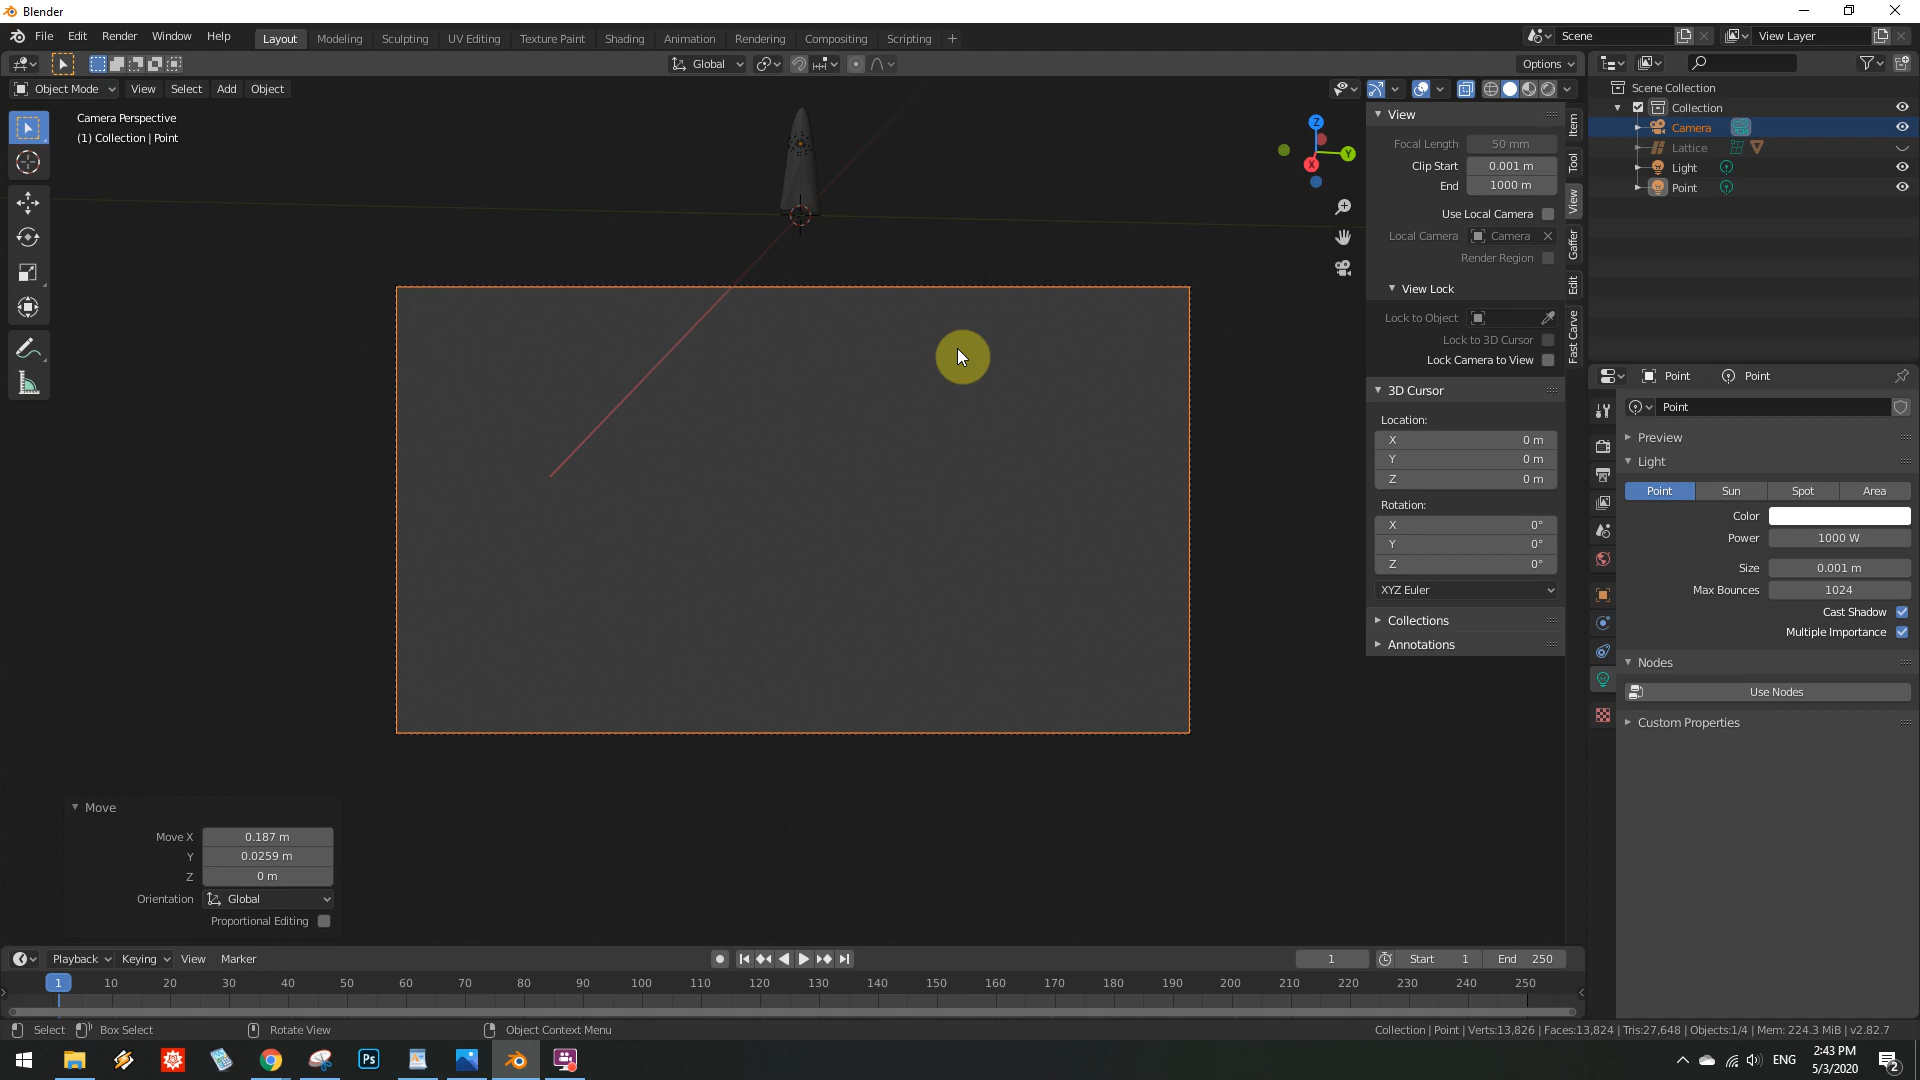 Blender
File Edit Render Window Help
Layout Modeling Sculpting UV Editing Texture Paint Shading Animation Rendering Compositing Scripting +
Scene
View Layer
Global
Options
Object Mode View Select Add Object
Camera Perspective
(1) Collection | Point
Z
Y
X
View
Focal Length 50 mm
Clip Start 0.001 m
End 1000 m
Use Local Camera
Local Camera Camera
Render Region
View Lock
Lock to Object
Lock to 3D Cursor
Lock Camera to View
3D Cursor
Location:
X 0 m
Y 0 m
Z 0 m
Rotation:
X 0°
Y 0°
Z 0°
XYZ Euler
Collections
Annotations
Item
Tool
View
Gaffer
Edit
Fast Carve
Scene Collection
Collection
Camera
Lattice
Light
Point
Point Point
Point
Preview
Light
Point Sun Spot Area
Color
Power 1000 W
Size 0.001 m
Max Bounces 1024
Cast Shadow
Multiple Importance
Nodes
Use Nodes
Custom Properties
Move
Move X 0.187 m
Y 0.0259 m
Z 0 m
Orientation Global
Proportional Editing
Playback Keying View Marker
1 Start 1 End 250
1 10 20 30 40 50 60 70 80 90 100 110 120 130 140 150 160 170 180 190 200 210 220 230 240 250
Select Box Select Rotate View Object Context Menu
Collection | Point | Verts:13,826 | Faces:13,824 | Tris:27,648 | Objects:1/4 | Mem: 224.3 MiB | v2.82.7
Ps
ENG
2:43 PM
5/3/2020
2